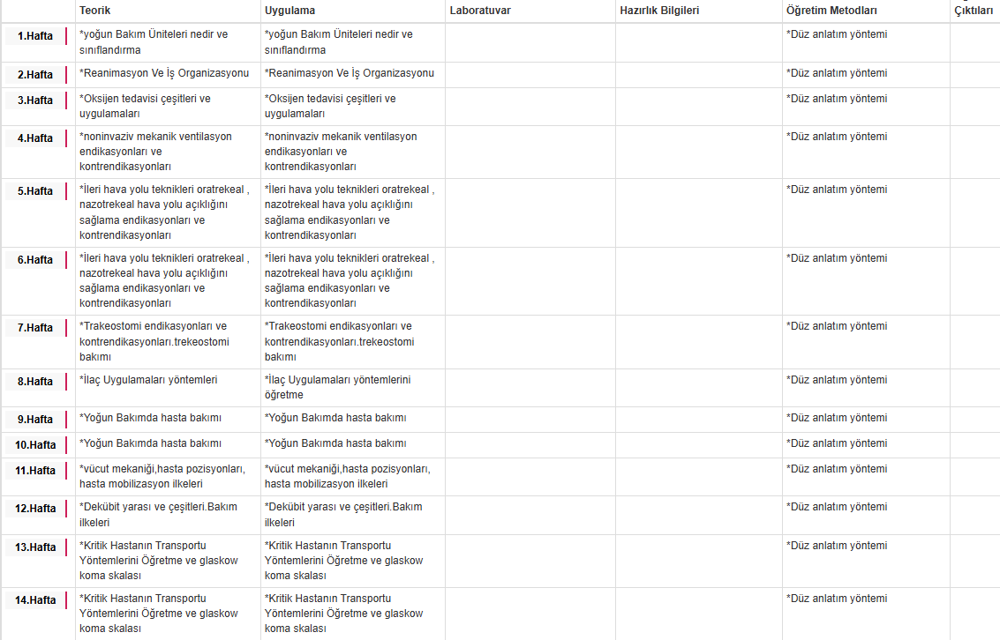 Teorik Uygulama Laboratuvar Hazırlık Bilgileri Öğretim Metodları Çıktıları
1.Hafta *yoğun Bakım Üniteleri nedir ve *yoğun Bakım Üniteleri nedir ve *Düz anlatım yöntemi
sınıflandırma sınıflandırma
2.Hafta *Reanimasyon Ve İş Organizasyonu *Reanimasyon Ve İş Organizasyonu *Düz anlatım yöntemi
3.Hafta *Oksijen tedavisi çeşitleri ve *Oksijen tedavisi çeşitleri ve *Düz anlatım yöntemi
uygulamaları uygulamaları
4.Hafta *noninvaziv mekanik ventilasyon *noninvaziv mekanik ventilasyon *Düz anlatım yöntemi
endikasyonları ve endikasyonları ve
kontrendikasyonları kontrendikasyonları
5.Hafta *İleri hava yolu teknikleri oratrekeal , *İleri hava yolu teknikleri oratrekeal , *Düz anlatım yöntemi
nazotrekeal hava yolu açıklığını nazotrekeal hava yolu açıklığını
sağlama endikasyonları ve sağlama endikasyonları ve
kontrendikasyonları kontrendikasyonları
6.Hafta *İleri hava yolu teknikleri oratrekeal , *İleri hava yolu teknikleri oratrekeal , *Düz anlatım yöntemi
nazotrekeal hava yolu açıklığını nazotrekeal hava yolu açıklığını
sağlama endikasyonları ve sağlama endikasyonları ve
kontrendikasyonları kontrendikasyonları
7.Hafta *Trakeostomi endikasyonları ve *Trakeostomi endikasyonları ve *Düz anlatım yöntemi
kontrendikasyonları.trekeostomi kontrendikasyonları.trekeostomi
bakımı bakımı
8.Hafta *İlaç Uygulamaları yöntemleri *İlaç Uygulamaları yöntemlerini *Düz anlatım yöntemi
öğretme
9.Hafta *Yoğun Bakımda hasta bakımı *Yoğun Bakımda hasta bakımı *Düz anlatım yöntemi
10.Hafta *Yoğun Bakımda hasta bakımı *Yoğun Bakımda hasta bakımı *Düz anlatım yöntemi
11.Hafta *vücut mekaniği,hasta pozisyonları, *vücut mekaniği,hasta pozisyonları, *Düz anlatım yöntemi
hasta mobilizasyon ilkeleri hasta mobilizasyon ilkeleri
12.Hafta *Dekübit yarası ve çeşitleri.Bakım *Dekübit yarası ve çeşitleri.Bakım *Düz anlatım yöntemi
ilkeleri ilkeleri
13.Hafta *Kritik Hastanın Transportu *Kritik Hastanın Transportu *Düz anlatım yöntemi
Yöntemlerini Öğretme ve glaskow Yöntemlerini Öğretme ve glaskow
koma skalası koma skalası
14.Hafta *Kritik Hastanın Transportu *Kritik Hastanın Transportu *Düz anlatım yöntemi
Yöntemlerini Öğretme ve glaskow Yöntemlerini Öğretme ve glaskow
koma skalası koma skalası